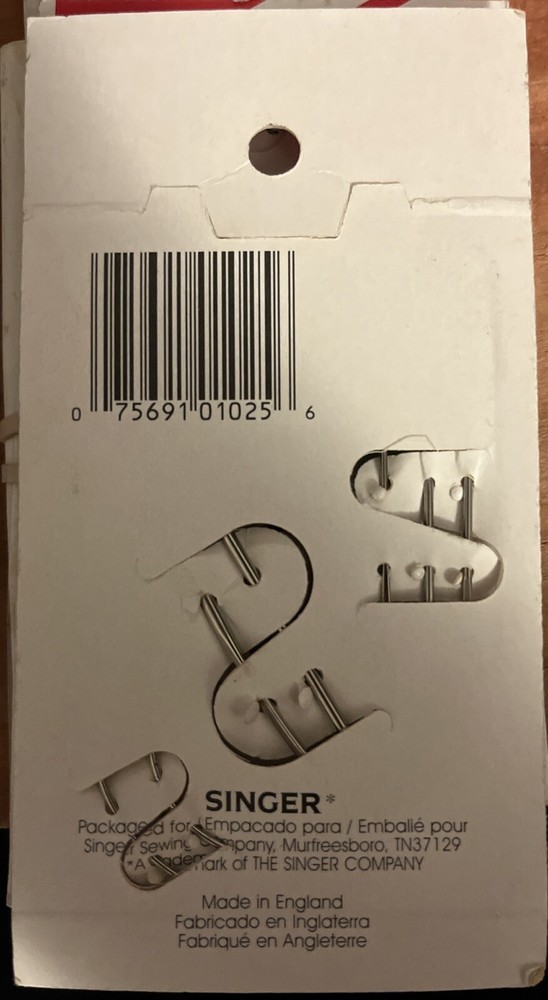 0 75691 01025 6
SINGER*
Packaged for / Empacado para / Emballé pour
Singer Sewing Company, Murfreesboro, TN37129
*A Trademark of THE SINGER COMPANY
Made in England
Fabricado en Inglaterra
Fabriqué en Angleterre